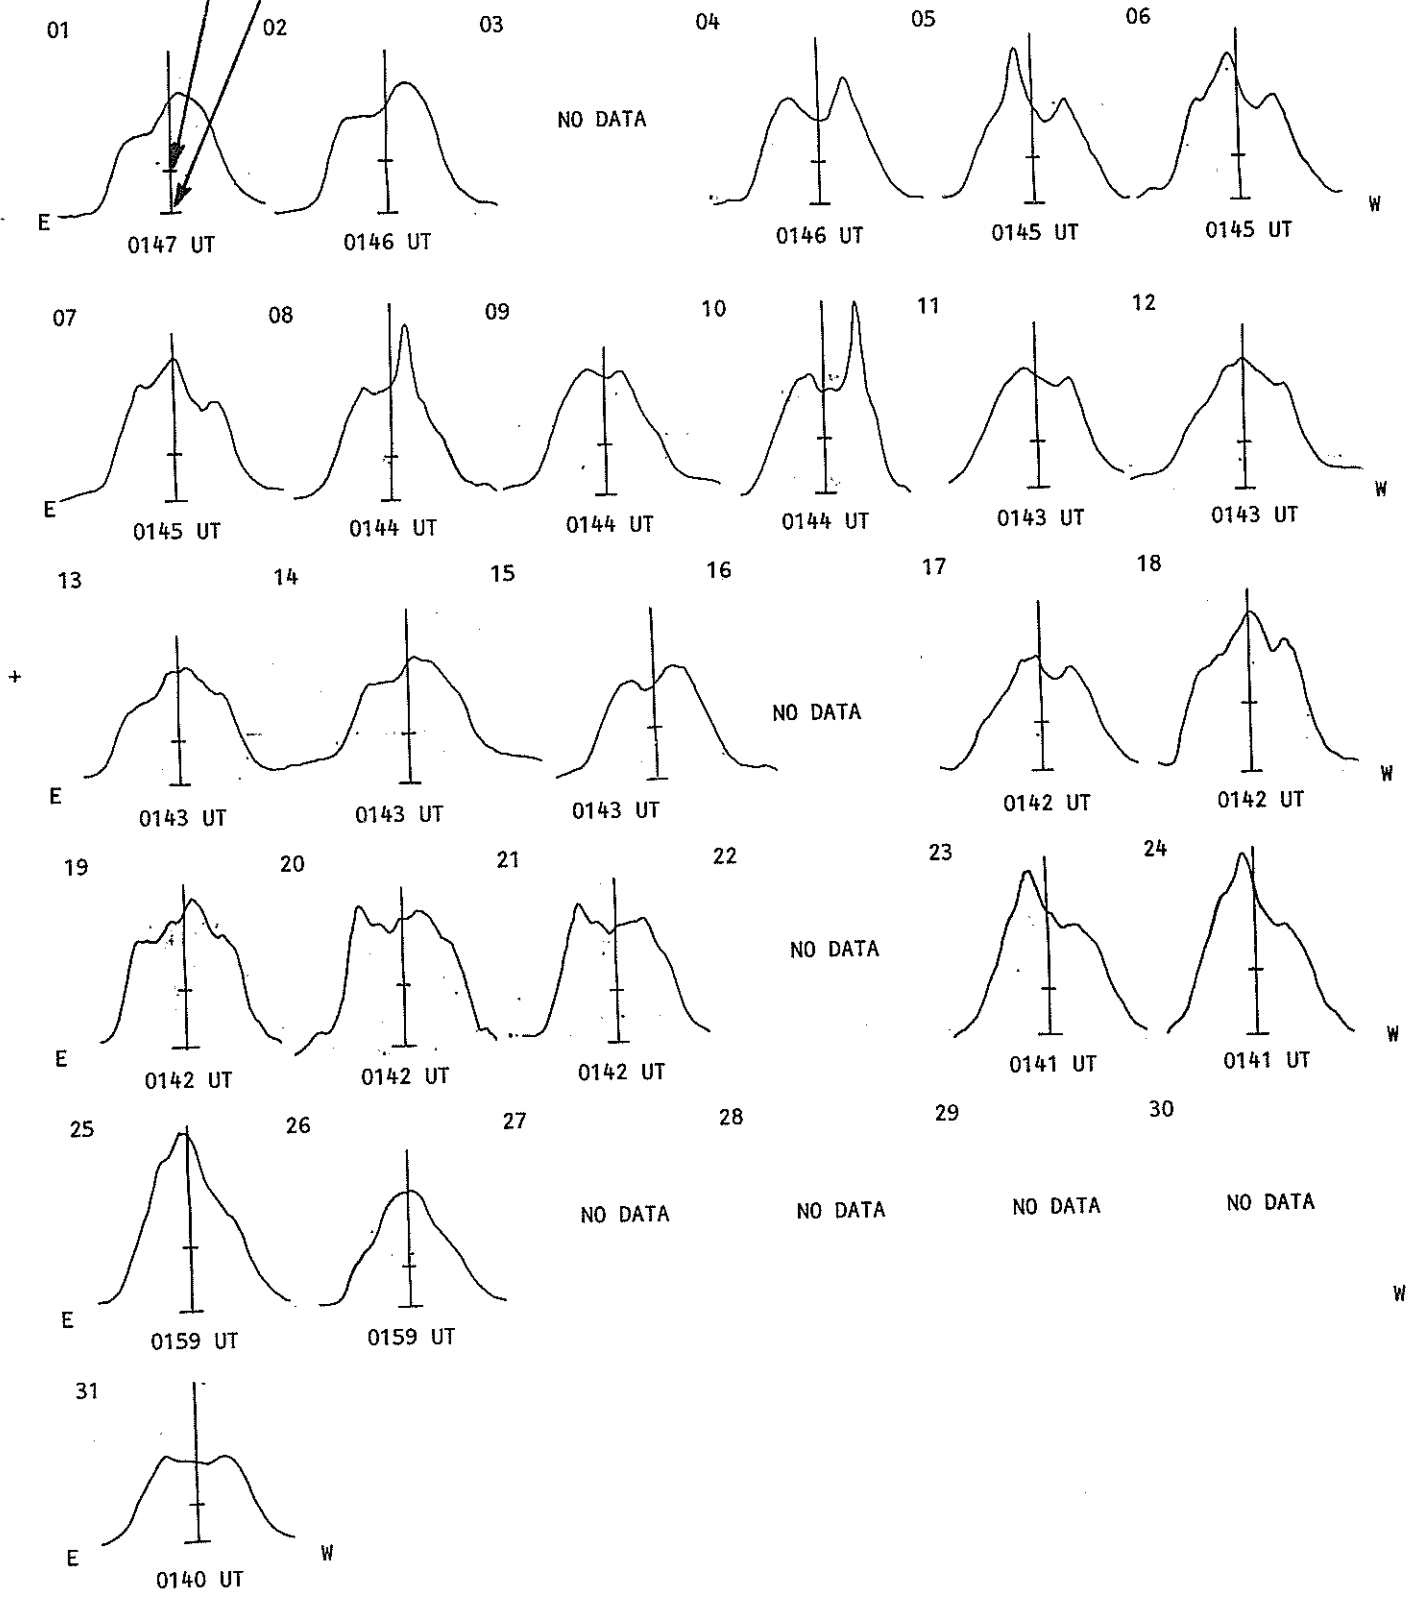 01 02 03 04 05 06
NO DATA
E W
0147 UT 0146 UT 0146 UT 0145 UT 0145 UT
07 08 09 10 11 12
E W
0145 UT 0144 UT 0144 UT 0144 UT 0143 UT 0143 UT
13 14 15 16 17 18
+ NO DATA
E W
0143 UT 0143 UT 0143 UT 0142 UT 0142 UT
19 20 21 22 23 24
NO DATA
E W
0142 UT 0142 UT 0142 UT 0141 UT 0141 UT
25 26 27 28 29 30
NO DATA NO DATA NO DATA NO DATA
E W
0159 UT 0159 UT
31
E W
0140 UT